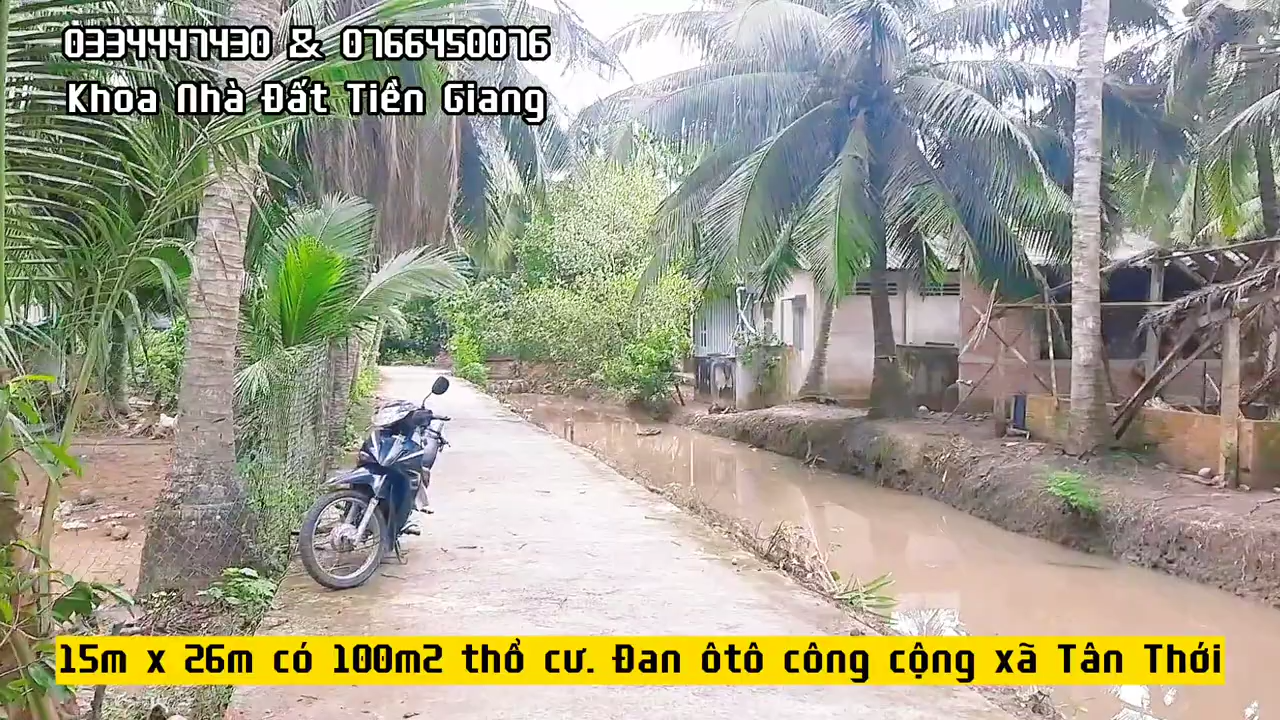 0334447430 & 0766450076
Khoa Nhà Đất Tiền Giang
15m x 26m có 100m2 thổ cư. Đan ôtô công cộng xã Tân Thới